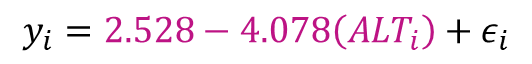 yᵢ = 2.528 − 4.078(ALTᵢ) + ϵᵢ